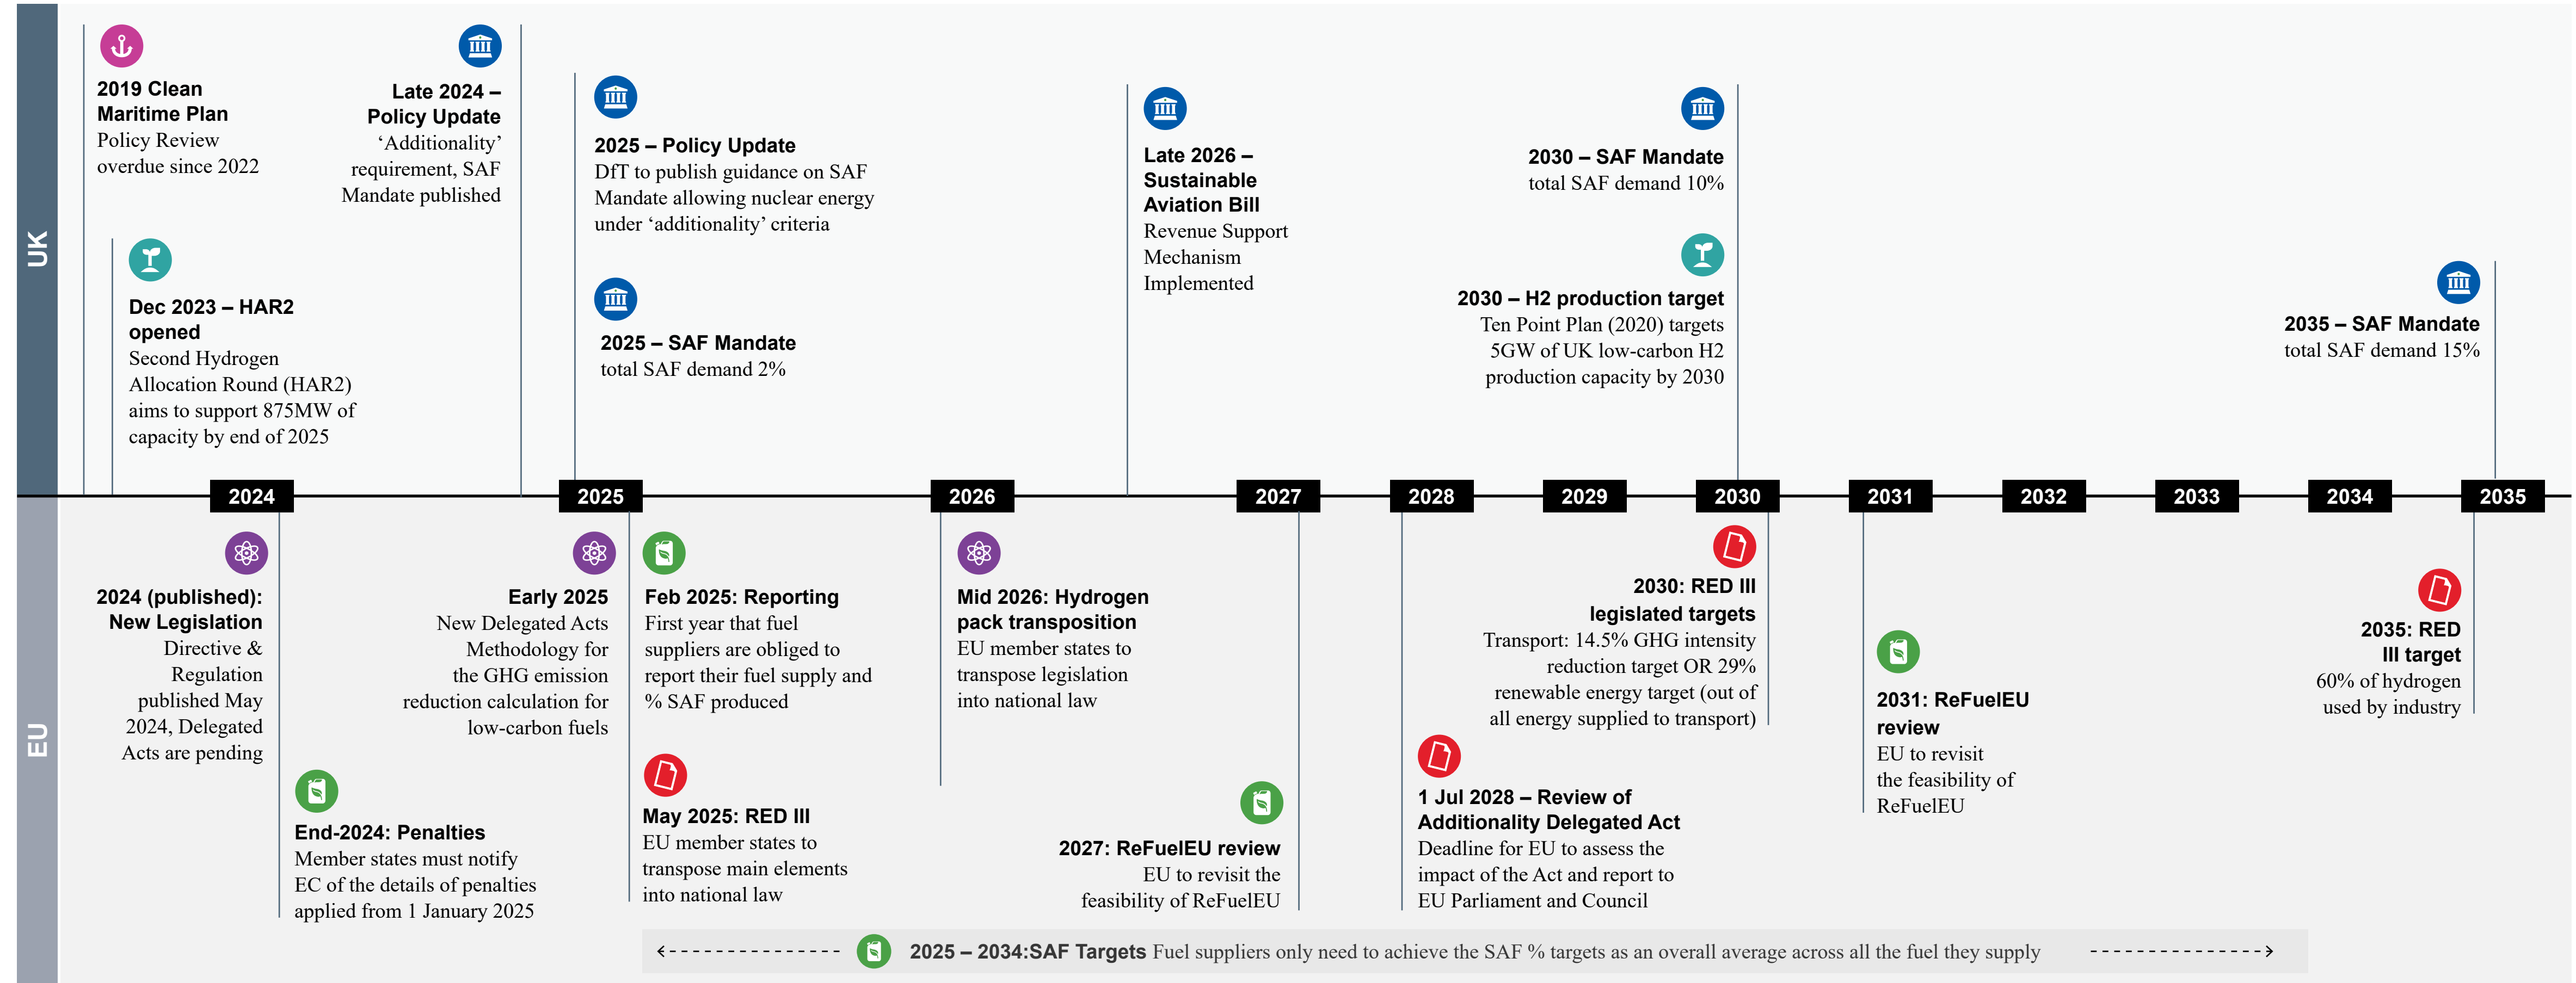 UK
2019 Clean
Maritime Plan
Policy Review
overdue since 2022
Dec 2023 – HAR2
opened
Second Hydrogen
Allocation Round (HAR2)
aims to support 875MW of
capacity by end of 2025
Late 2024 –
Policy Update
‘Additionality’
requirement, SAF
Mandate published
2025 – Policy Update
DfT to publish guidance on SAF
Mandate allowing nuclear energy
under ‘additionality’ criteria
2025 – SAF Mandate
total SAF demand 2%
Late 2026 –
Sustainable
Aviation Bill
Revenue Support
Mechanism
Implemented
2030 – SAF Mandate
total SAF demand 10%
2030 – H2 production target
Ten Point Plan (2020) targets
5GW of UK low-carbon H2
production capacity by 2030
2035 – SAF Mandate
total SAF demand 15%
2024
2025
2026
2027
2028
2029
2030
2031
2032
2033
2034
2035
EU
2024 (published):
New Legislation
Directive &
Regulation
published May
2024, Delegated
Acts are pending
End-2024: Penalties
Member states must notify
EC of the details of penalties
applied from 1 January 2025
Early 2025
New Delegated Acts
Methodology for
the GHG emission
reduction calculation for
low-carbon fuels
Feb 2025: Reporting
First year that fuel
suppliers are obliged to
report their fuel supply and
% SAF produced
May 2025: RED III
EU member states to
transpose main elements
into national law
Mid 2026: Hydrogen
pack transposition
EU member states to
transpose legislation
into national law
2027: ReFuelEU review
EU to revisit the
feasibility of ReFuelEU
1 Jul 2028 – Review of
Additionality Delegated Act
Deadline for EU to assess the
impact of the Act and report to
EU Parliament and Council
2030: RED III
legislated targets
Transport: 14.5% GHG intensity
reduction target OR 29%
renewable energy target (out of
all energy supplied to transport)
2031: ReFuelEU
review
EU to revisit
the feasibility of
ReFuelEU
2035: RED
III target
60% of hydrogen
used by industry
2025 – 2034:SAF Targets Fuel suppliers only need to achieve the SAF % targets as an overall average across all the fuel they supply